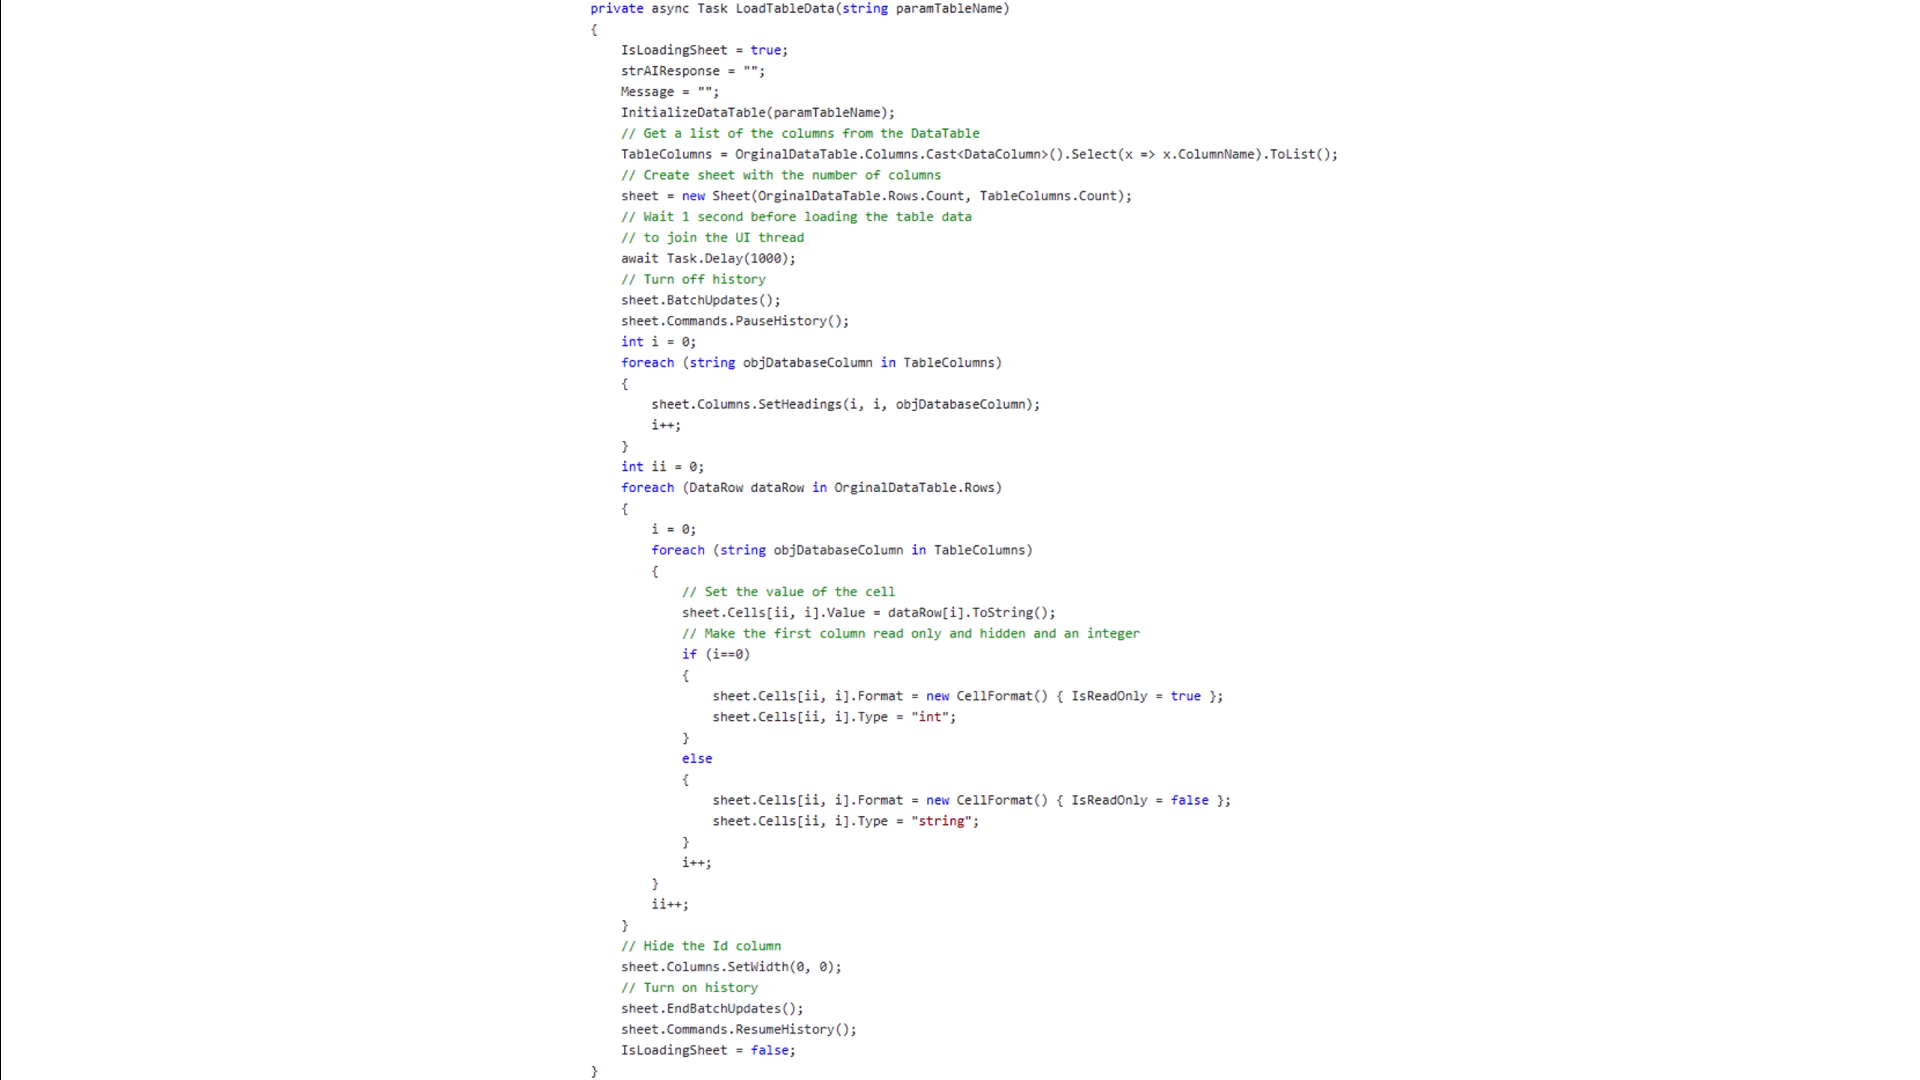 private async Task LoadTableData(string paramTableName)
{
IsLoadingSheet = true;
strAIResponse = "";
Message = "";
InitializeDataTable(paramTableName);
// Get a list of the columns from the DataTable
TableColumns = OrginalDataTable.Columns.Cast<DataColumn>().Select(x => x.ColumnName).ToList();
// Create sheet with the number of columns
sheet = new Sheet(OrginalDataTable.Rows.Count, TableColumns.Count);
// Wait 1 second before loading the table data
// to join the UI thread
await Task.Delay(1000);
// Turn off history
sheet.BatchUpdates();
sheet.Commands.PauseHistory();
int i = 0;
foreach (string objDatabaseColumn in TableColumns)
{
sheet.Columns.SetHeadings(i, i, objDatabaseColumn);
i++;
}
int ii = 0;
foreach (DataRow dataRow in OrginalDataTable.Rows)
{
i = 0;
foreach (string objDatabaseColumn in TableColumns)
{
// Set the value of the cell
sheet.Cells[ii, i].Value = dataRow[i].ToString();
// Make the first column read only and hidden and an integer
if (i==0)
{
sheet.Cells[ii, i].Format = new CellFormat() { IsReadOnly = true };
sheet.Cells[ii, i].Type = "int";
}
else
{
sheet.Cells[ii, i].Format = new CellFormat() { IsReadOnly = false };
sheet.Cells[ii, i].Type = "string";
}
i++;
}
ii++;
}
// Hide the Id column
sheet.Columns.SetWidth(0, 0);
// Turn on history
sheet.EndBatchUpdates();
sheet.Commands.ResumeHistory();
IsLoadingSheet = false;
}